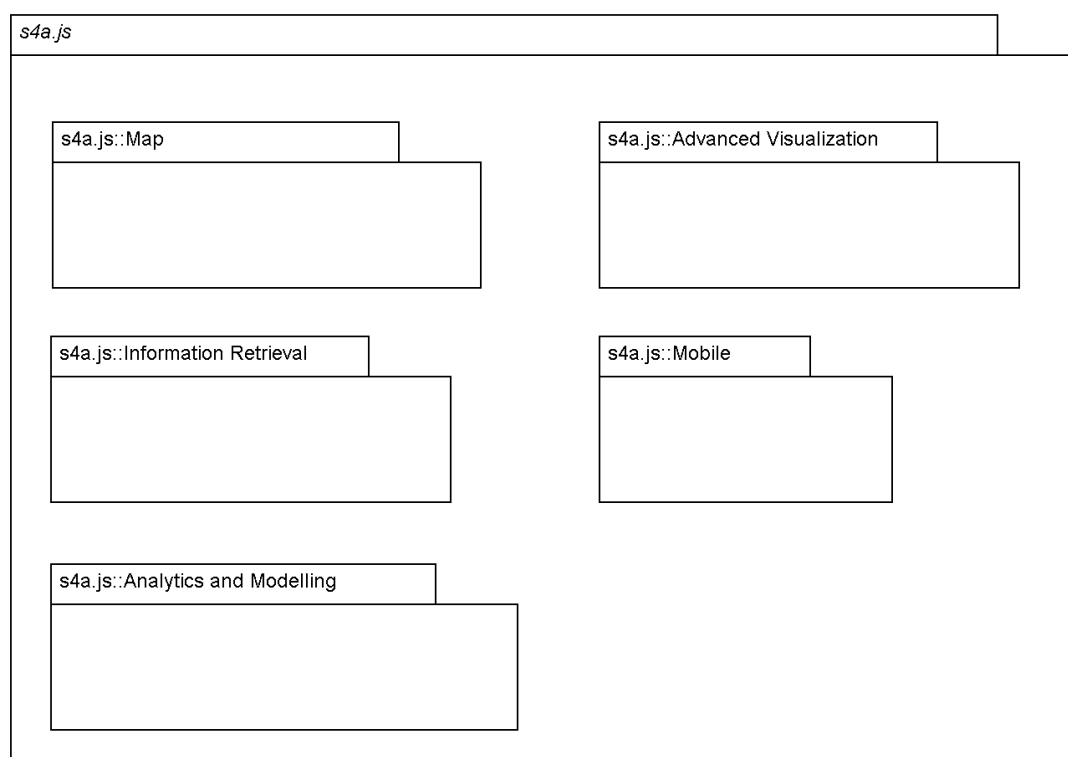 s4a.js
s4a.js::Map
s4a.js::Advanced Visualization
s4a.js::Information Retrieval
s4a.js::Mobile
s4a.js::Analytics and Modelling